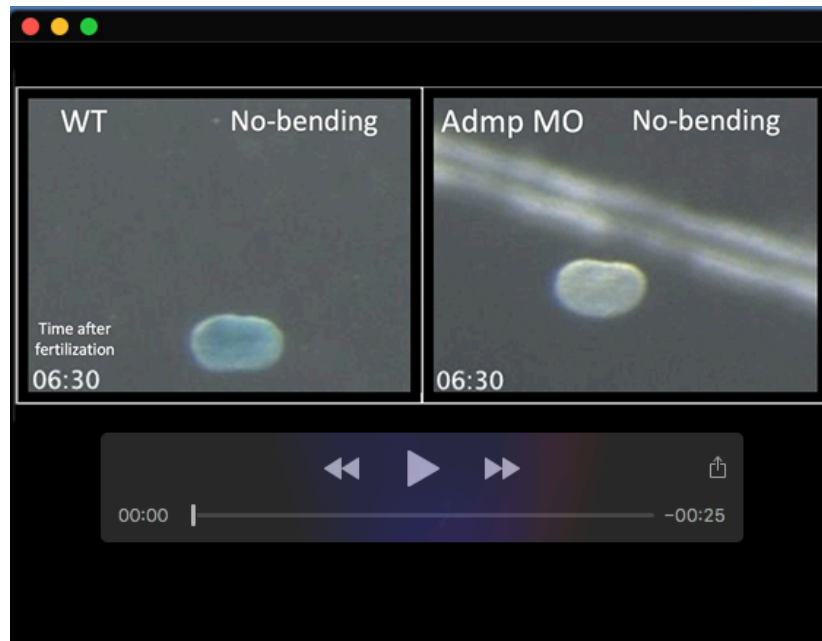 WT No-bending
Admp MO No-bending
Time after
fertilization
06:30
06:30
00:00
-00:25